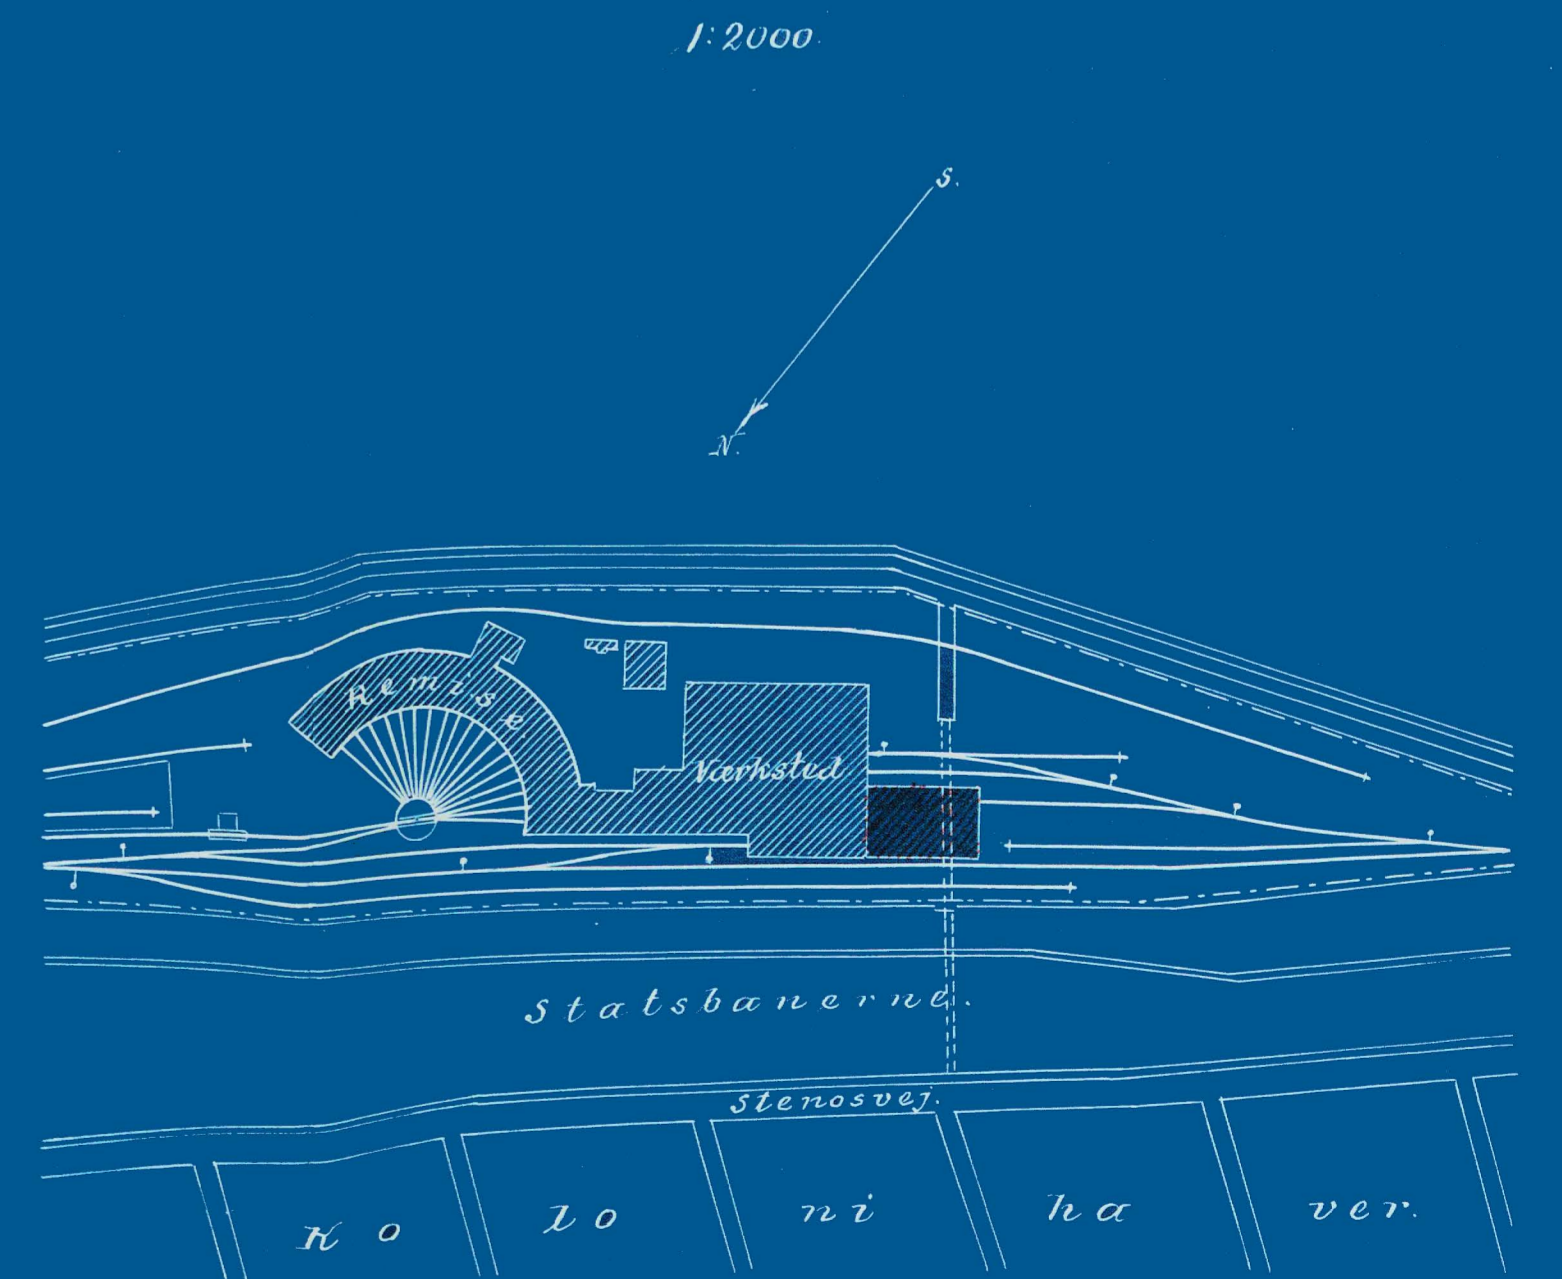 1:2000.
S.
N.
Remise.
Værksted
Statsbanerne.
Stenosvej.
Kolonihaver.